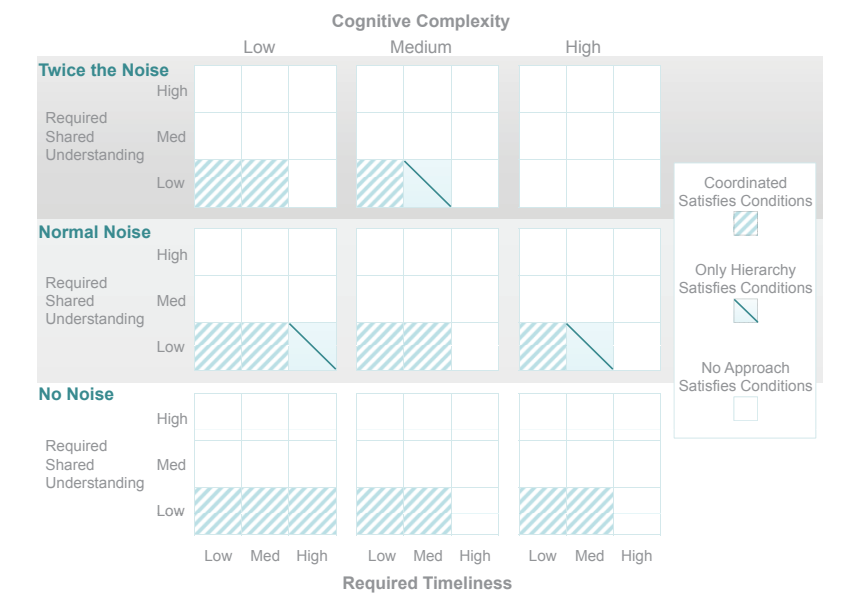 Cognitive Complexity
Low Medium High
Twice the Noise
High
Required
Shared
Understanding
Med
Low
Normal Noise
High
Required
Shared
Understanding
Med
Low
No Noise
High
Required
Shared
Understanding
Med
Low
Coordinated
Satisfies Conditions
Only Hierarchy
Satisfies Conditions
No Approach
Satisfies Conditions
Low Med High Low Med High Low Med High
Required Timeliness